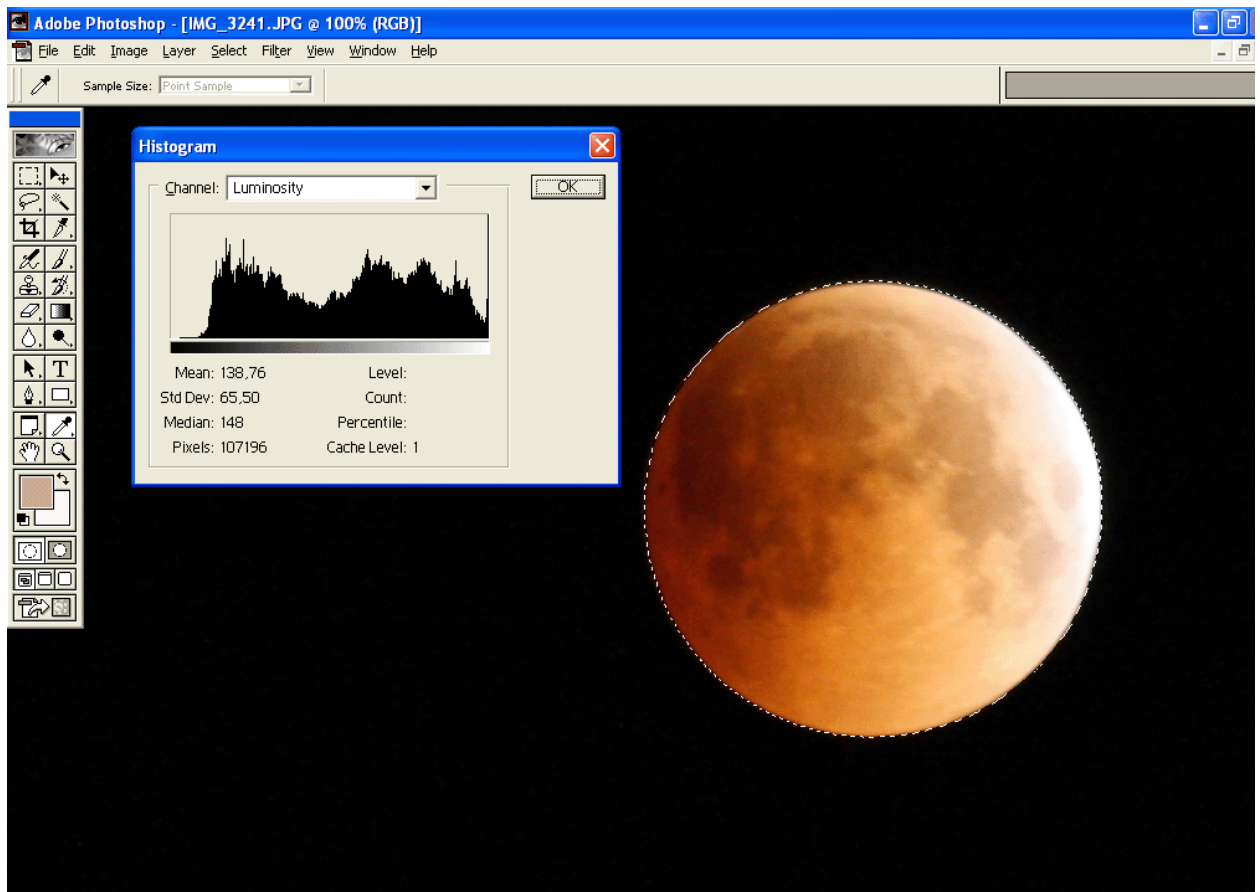 Adobe Photoshop - [IMG_3241.JPG @ 100% (RGB)]
File Edit Image Layer Select Filter View Window Help
Sample Size: Point Sample
Histogram
Channel: Luminosity
OK
Mean: 138,76 Level:
Std Dev: 65,50 Count:
Median: 148 Percentile:
Pixels: 107196 Cache Level: 1
T